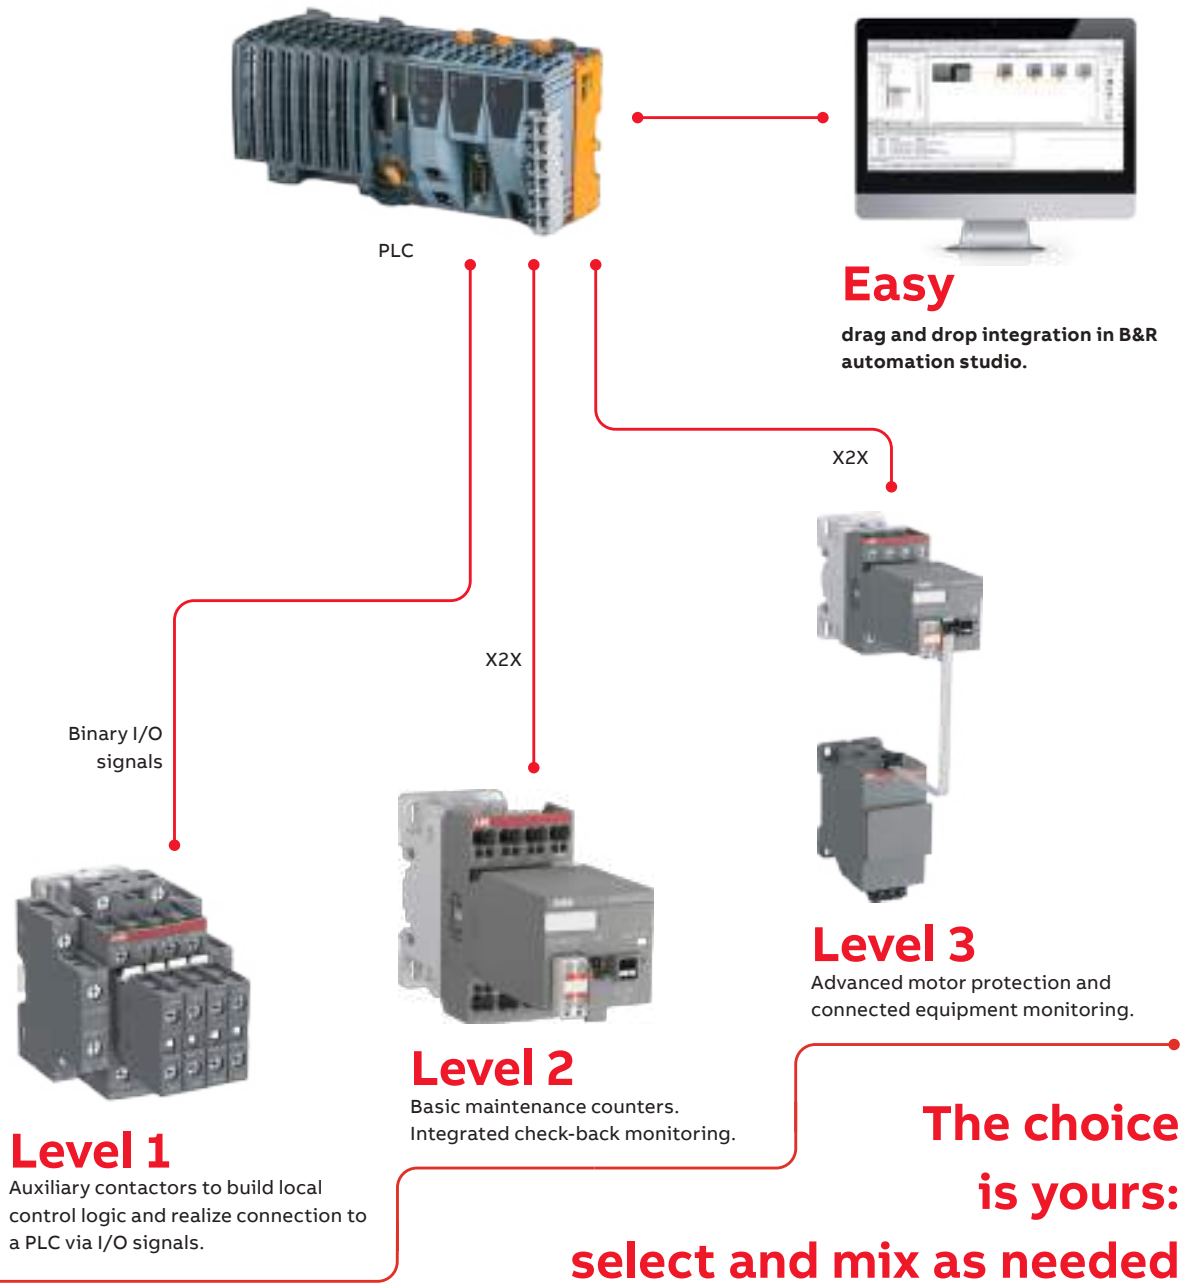 PLC
Easy
drag and drop integration in B&R
automation studio.
X2X
X2X
Binary I/O
signals
Level 3
Advanced motor protection and
connected equipment monitoring.
Level 2
Basic maintenance counters.
Integrated check-back monitoring.
Level 1
Auxiliary contactors to build local
control logic and realize connection to
a PLC via I/O signals.
The choice
is yours:
select and mix as needed